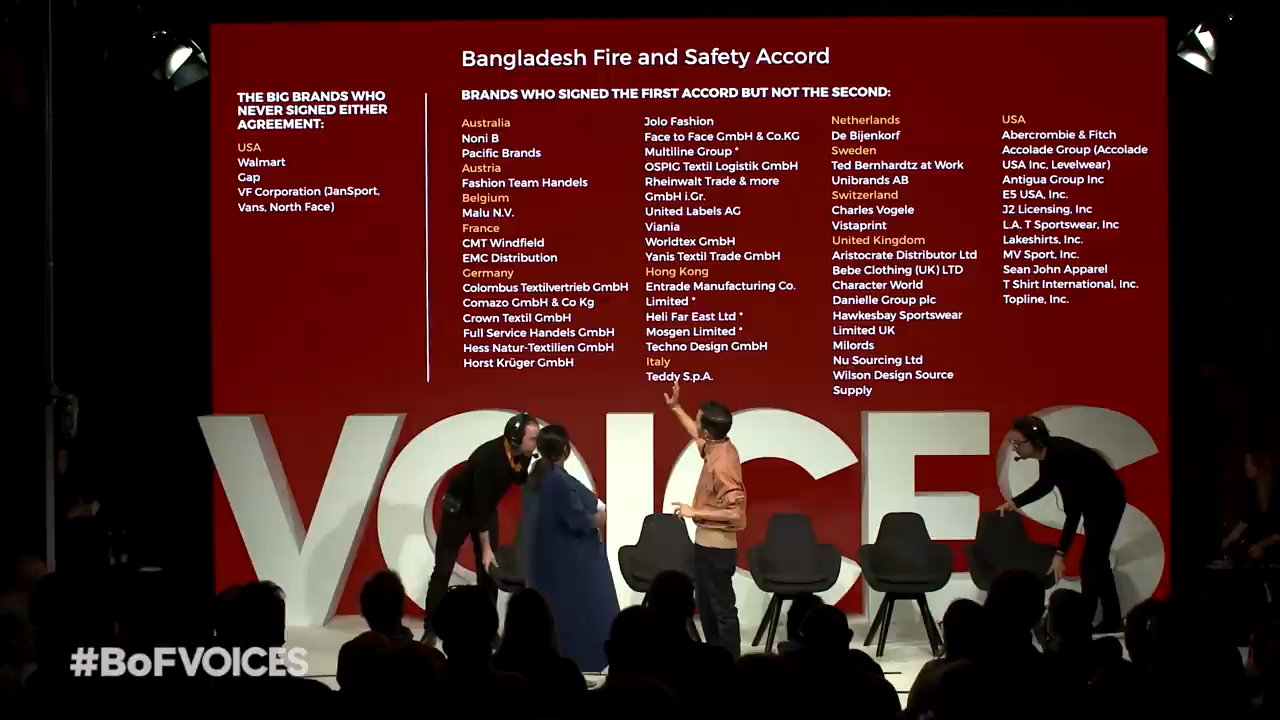 Bangladesh Fire and Safety Accord
THE BIG BRANDS WHO
NEVER SIGNED EITHER
AGREEMENT:
USA
Walmart
Gap
VF Corporation (JanSport,
Vans, North Face)
BRANDS WHO SIGNED THE FIRST ACCORD BUT NOT THE SECOND:
Australia
Noni B
Pacific Brands
Austria
Fashion Team Handels
Belgium
Malu N.V.
France
CMT Windfield
EMC Distribution
Germany
Colombus Textilvertrieb GmbH
Comazo GmbH & Co Kg
Crown Textil GmbH
Full Service Handels GmbH
Hess Natur-Textilien GmbH
Horst Krüger GmbH
Jolo Fashion
Face to Face GmbH & Co.KG
Multiline Group *
OSPIG Textil Logistik GmbH
Rheinwalt Trade & more
GmbH i.Gr.
United Labels AG
Viania
Worldtex GmbH
Yanis Textil Trade GmbH
Hong Kong
Entrade Manufacturing Co.
Limited *
Heli Far East Ltd *
Mosgen Limited *
Techno Design GmbH
Italy
Teddy S.p.A.
Netherlands
De Bijenkorf
Sweden
Ted Bernhardtz at Work
Unibrands AB
Switzerland
Charles Vogele
Vistaprint
United Kingdom
Aristocrate Distributor Ltd
Bebe Clothing (UK) LTD
Character World
Danielle Group plc
Hawkesbay Sportswear
Limited UK
Milords
Nu Sourcing Ltd
Wilson Design Source
Supply
USA
Abercrombie & Fitch
Accolade Group (Accolade
USA Inc, Levelwear)
Antigua Group Inc
E5 USA, Inc.
J2 Licensing, Inc
L.A. T Sportswear, Inc
Lakeshirts, Inc.
MV Sport, Inc.
Sean John Apparel
T Shirt International, Inc.
Topline, Inc.
VOICES
#BoFVOICES